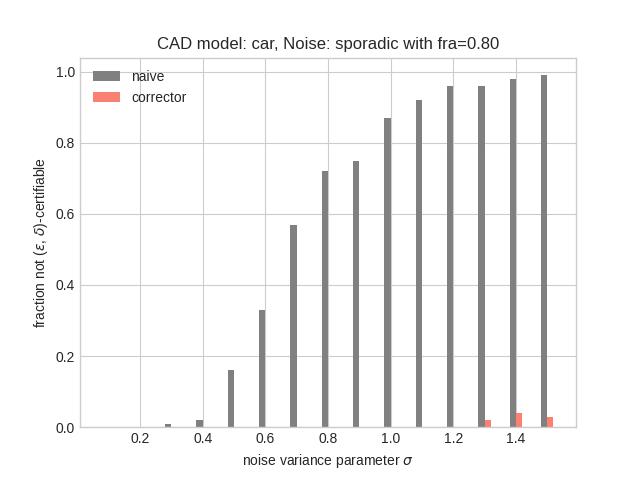 CAD model: car, Noise: sporadic with fra=0.80
naive
corrector
fraction not (ε, δ)-certifiable
1.0
0.8
0.6
0.4
0.2
0.0
0.2 0.4 0.6 0.8 1.0 1.2 1.4
noise variance parameter σ